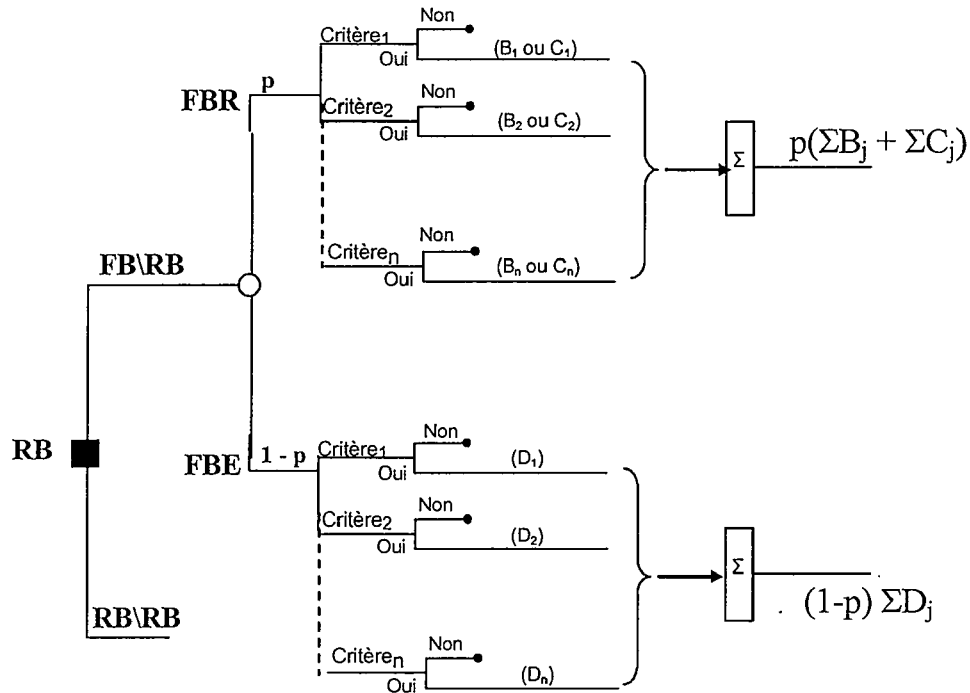 Non
Critère₁
Oui
(B₁ ou C₁)
p
FBR
Non
Critère₂
Oui
(B₂ ou C₂)
Σ
p(ΣBⱼ + ΣCⱼ)
Non
Critèreₙ
Oui
(Bₙ ou Cₙ)
FB\RB
RB
Non
Critère₁
Oui
(D₁)
FBE
1 - p
Non
Critère₂
Oui
(D₂)
Σ
(1-p) ΣDⱼ
RB\RB
Non
Critèreₙ
Oui
(Dₙ)